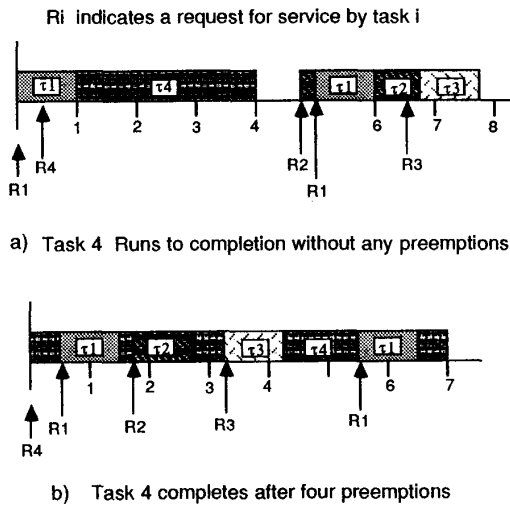 Ri indicates a request for service by task i
τ1 τ4 τ1 τ2 τ3
1 2 3 4 6 7 8
R4 R2 R3
R1 R1
a) Task 4 Runs to completion without any preemptions
τ1 τ2 τ3 τ4 τ1
1 2 3 4 6 7
R1 R2 R3 R1
R4
b) Task 4 completes after four preemptions